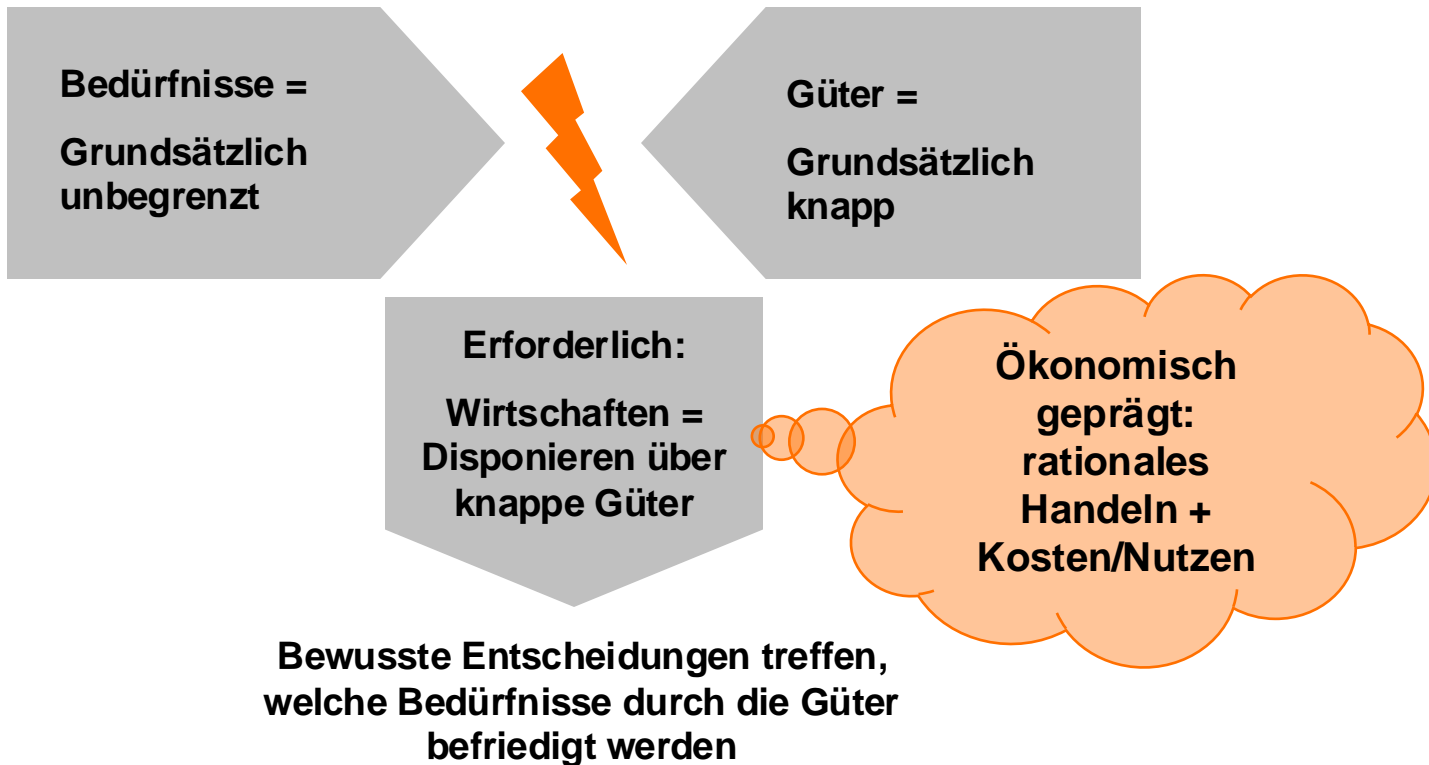 Bedürfnisse =
Grundsätzlich
unbegrenzt
Güter =
Grundsätzlich
knapp
Erforderlich:
Wirtschaften =
Disponieren über
knappe Güter
Ökonomisch
geprägt:
rationales
Handeln +
Kosten/Nutzen
Bewusste Entscheidungen treffen,
welche Bedürfnisse durch die Güter
befriedigt werden